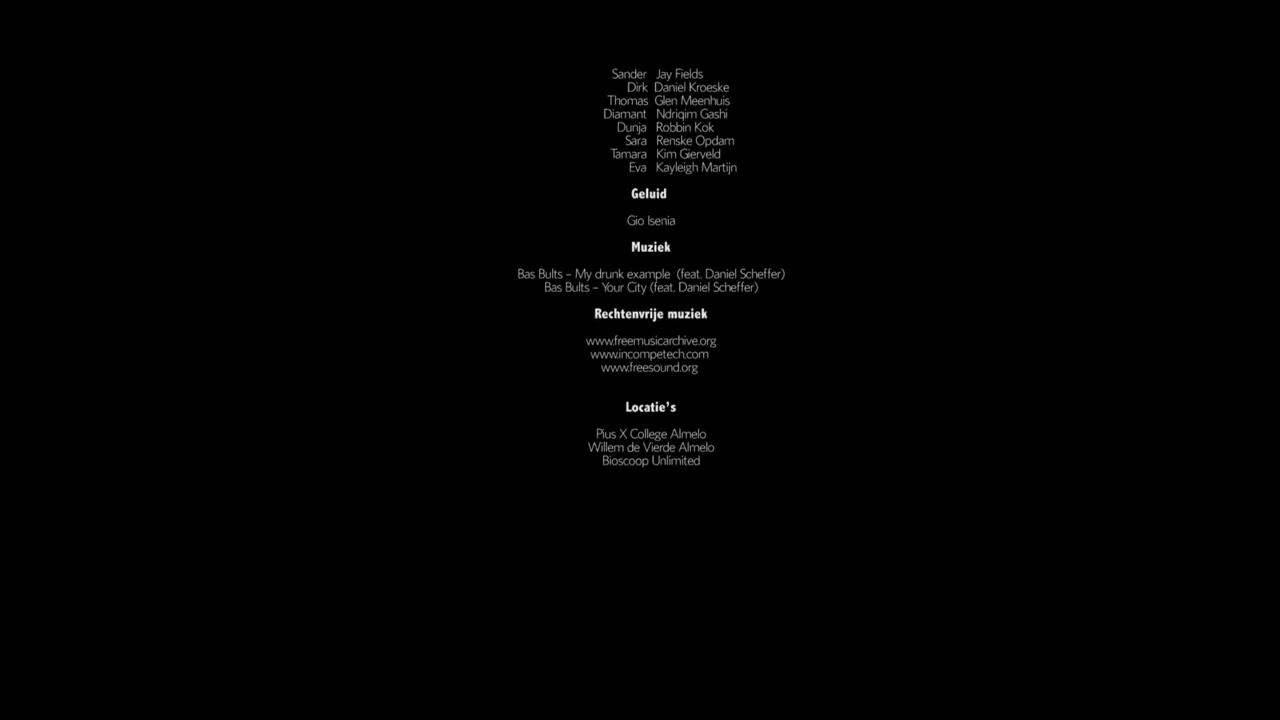 Sander Jay Fields
Dirk Daniel Kroeske
Thomas Glen Meenhuis
Diamant Ndriqim Gashi
Dunja Robbin Kok
Sara Renske Opdam
Tamara Kim Gierveld
Eva Kayleigh Martijn
Geluid
Gio Isenia
Muziek
Bas Bults – My drunk example (feat. Daniel Scheffer)
Bas Bults – Your City (feat. Daniel Scheffer)
Rechtenvrije muziek
www.freemusicarchive.org
www.incompetech.com
www.freesound.org
Locatie's
Pius X College Almelo
Willem de Vierde Almelo
Bioscoop Unlimited